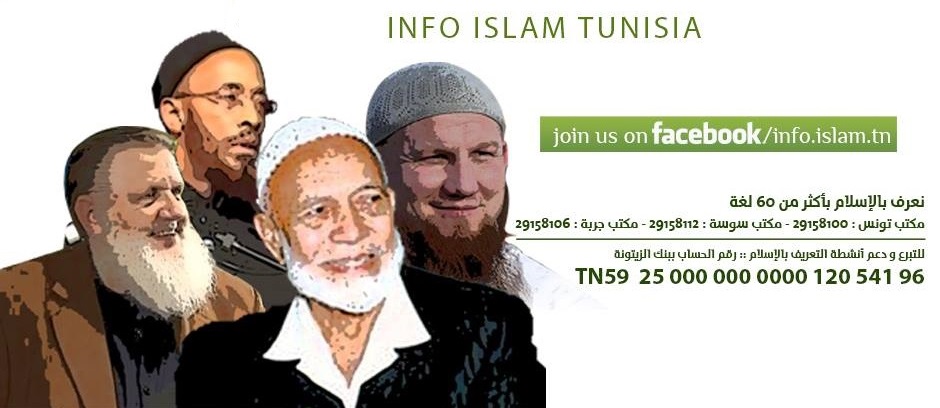 INFO ISLAM TUNISIA
join us on facebook/info.islam.tn
نعرف بالإسلام بأكثر من 60 لغة
مكتب تونس : 29158100 - مكتب سوسة : 29158112 - مكتب جربة : 29158106
للتبرع و دعم أنشطة التعريف بالإسلام :: رقم الحساب ببنك الزيتونة
TN59 25 000 000 0000 120 541 96